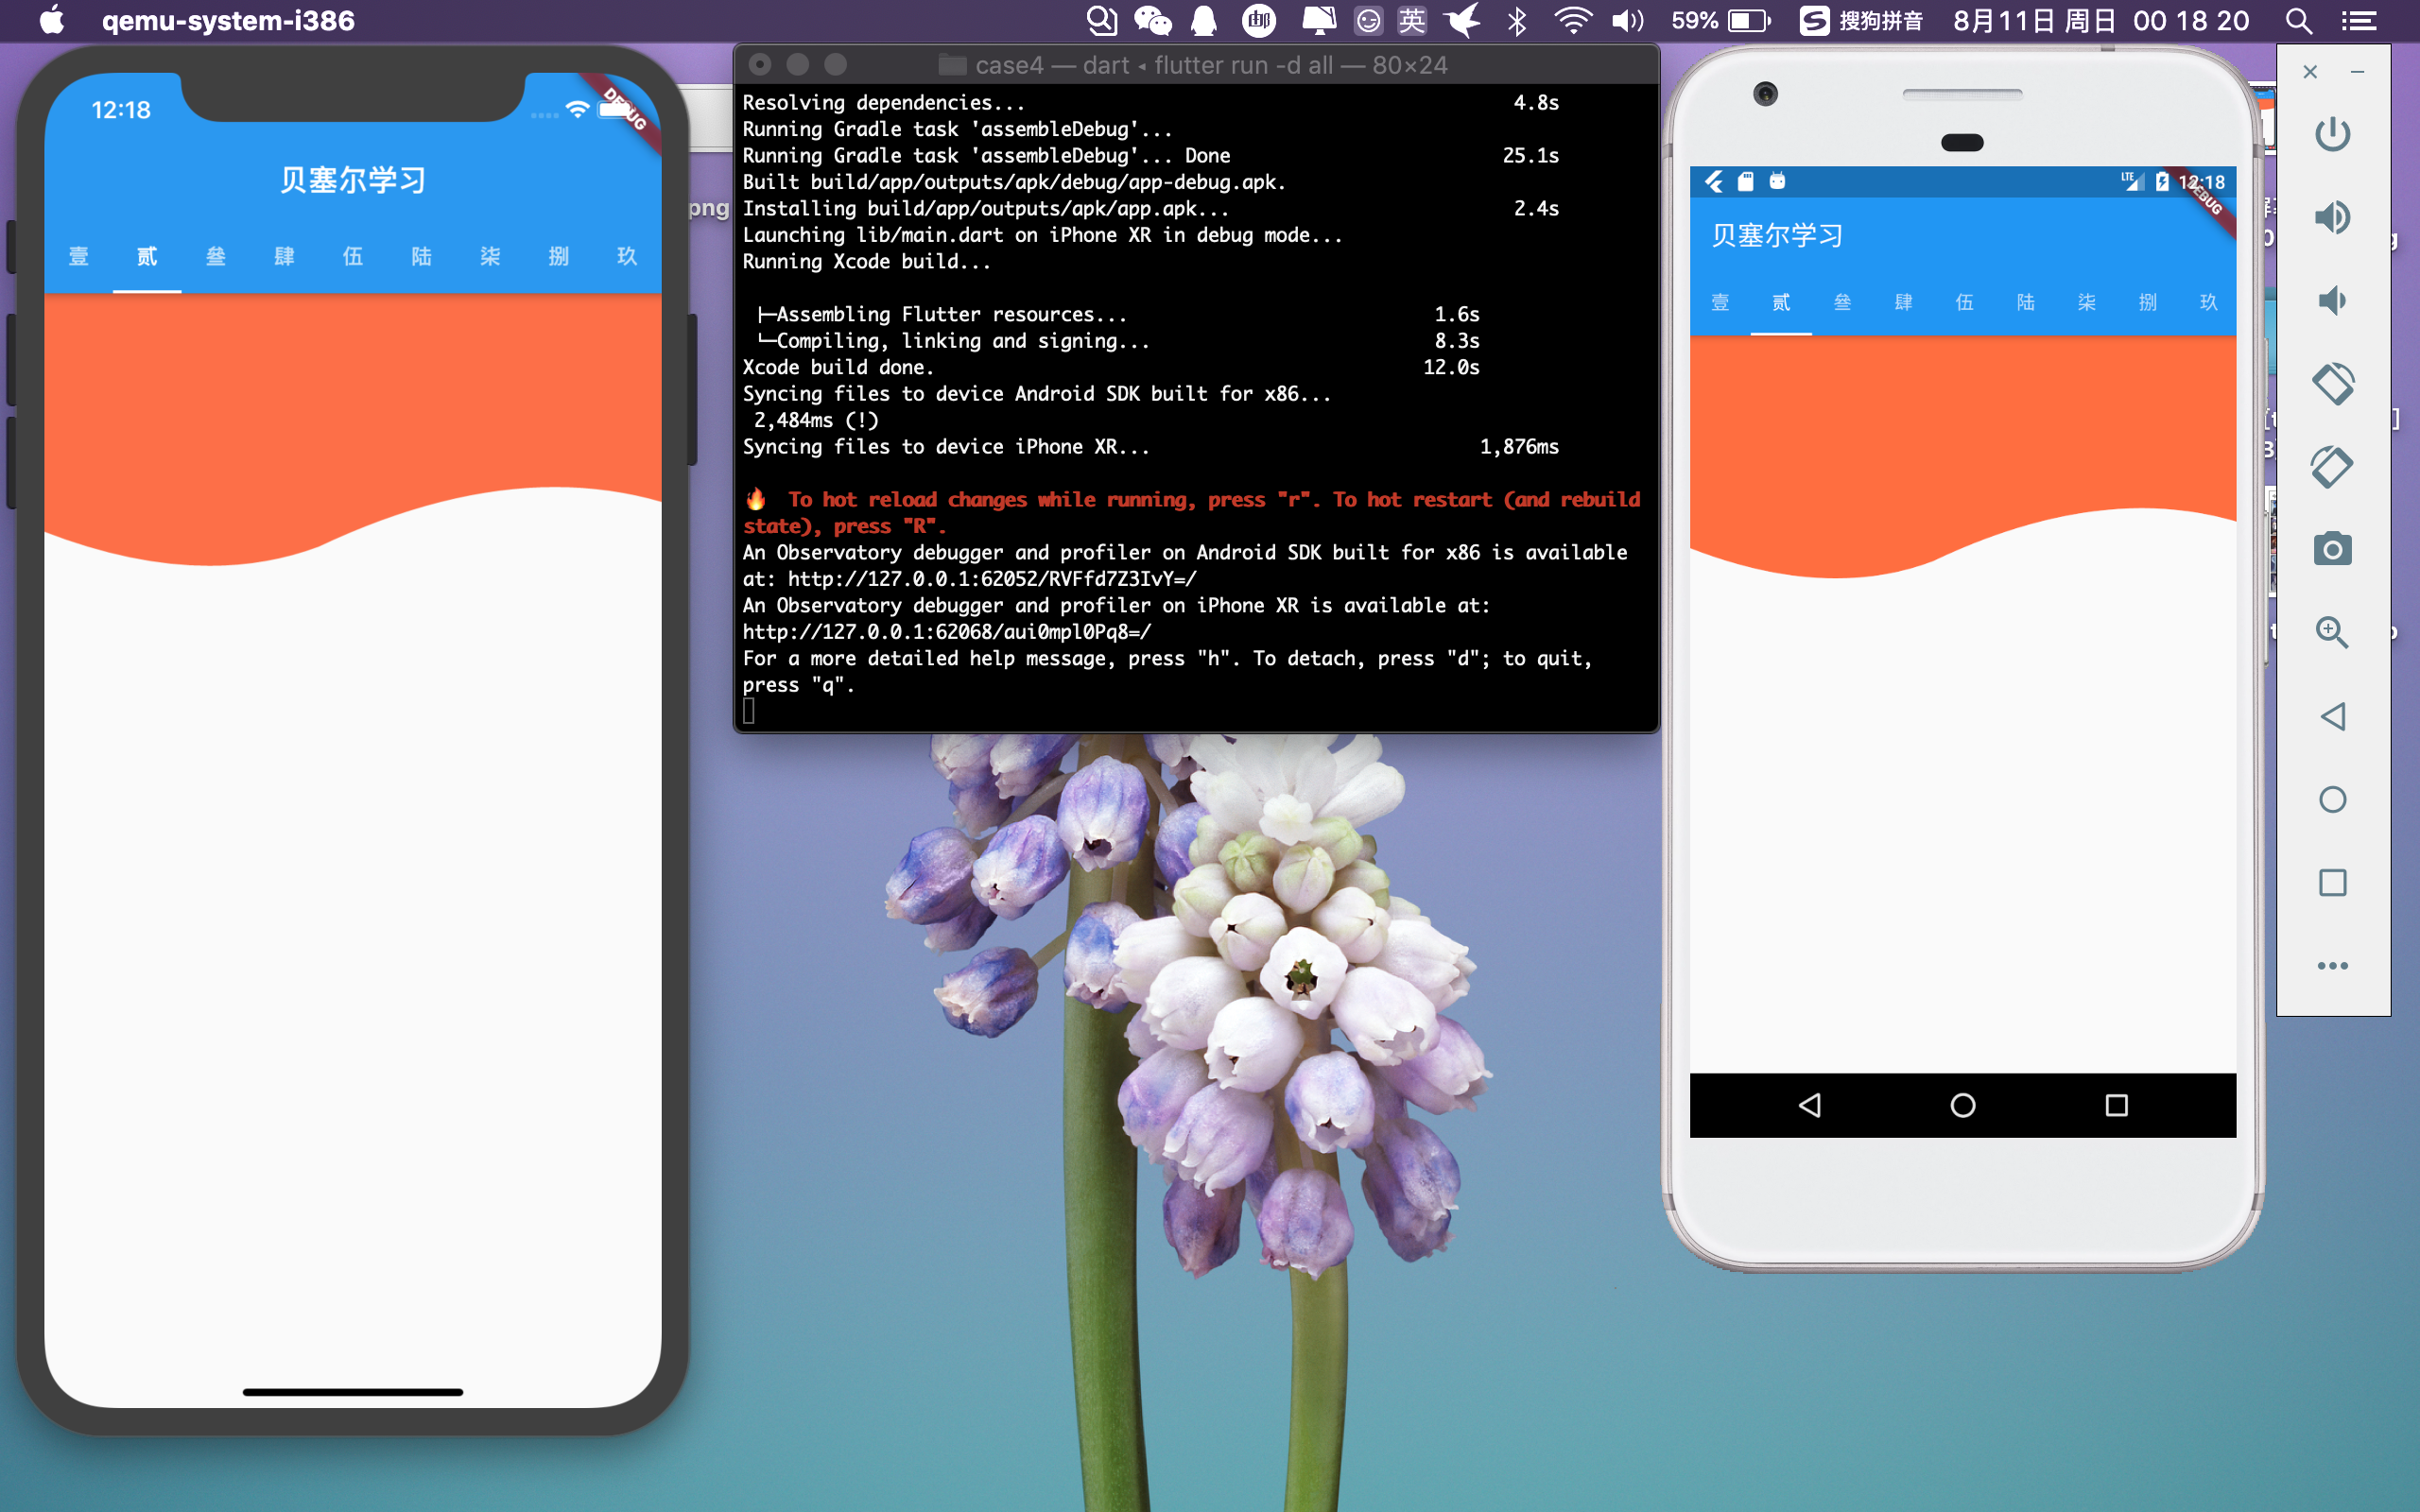 qemu-system-i386
英
59%
搜狗拼音
8月11日 周日 00 18 20
12:18
DEBUG
贝塞尔学习
壹 贰 叁 肆 伍 陆 柒 捌 玖
png
case4 — dart ◂ flutter run -d all — 80×24
Resolving dependencies... 4.8s
Running Gradle task 'assembleDebug'...
Running Gradle task 'assembleDebug'... Done 25.1s
Built build/app/outputs/apk/debug/app-debug.apk.
Installing build/app/outputs/apk/app.apk... 2.4s
Launching lib/main.dart on iPhone XR in debug mode...
Running Xcode build...
├─Assembling Flutter resources... 1.6s
└─Compiling, linking and signing... 8.3s
Xcode build done. 12.0s
Syncing files to device Android SDK built for x86...
2,484ms (!)
Syncing files to device iPhone XR... 1,876ms
🔥 To hot reload changes while running, press "r". To hot restart (and rebuild
state), press "R".
An Observatory debugger and profiler on Android SDK built for x86 is available
at: http://127.0.0.1:62052/RVFfd7Z3IvY=/
An Observatory debugger and profiler on iPhone XR is available at:
http://127.0.0.1:62068/aui0mpl0Pq8=/
For a more detailed help message, press "h". To detach, press "d"; to quit,
press "q".
LTE
12:18
DEBUG
贝塞尔学习
壹 贰 叁 肆 伍 陆 柒 捌 玖